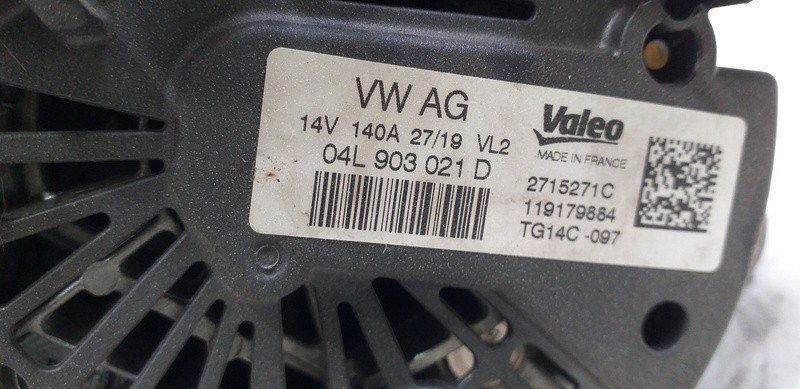 VW AG
14V 140A 27/19 VL2
04L 903 021 D
Valeo
MADE IN FRANCE
2715271C
119179884
TG14C -097